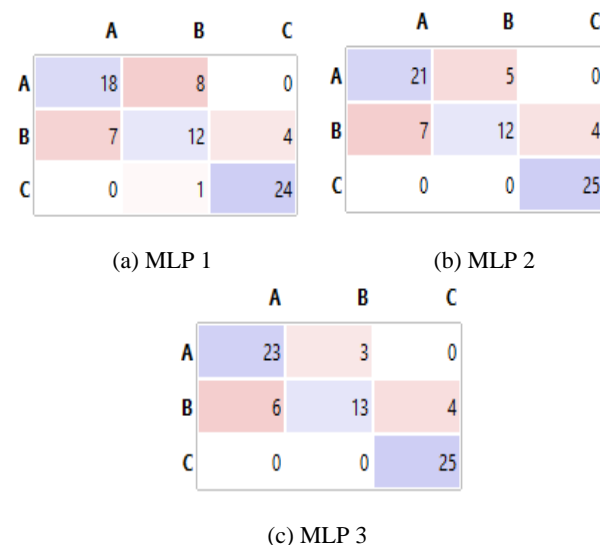 A B C
A 18 8 0
B 7 12 4
C 0 1 24
(a) MLP 1
A B C
A 21 5 0
B 7 12 4
C 0 0 25
(b) MLP 2
A B C
A 23 3 0
B 6 13 4
C 0 0 25
(c) MLP 3